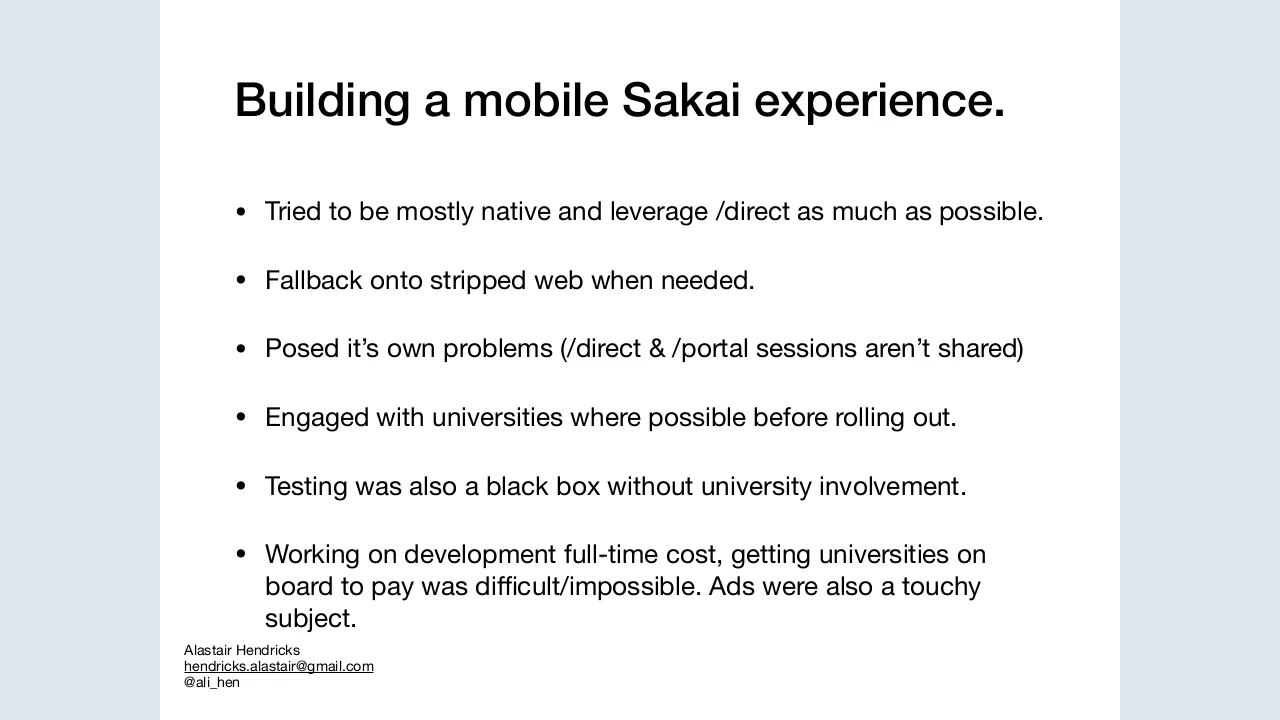 Building a mobile Sakai experience.
• Tried to be mostly native and leverage /direct as much as possible.
• Fallback onto stripped web when needed.
• Posed it’s own problems (/direct & /portal sessions aren’t shared)
• Engaged with universities where possible before rolling out.
• Testing was also a black box without university involvement.
• Working on development full-time cost, getting universities on
board to pay was difficult/impossible. Ads were also a touchy
subject.
Alastair Hendricks
hendricks.alastair@gmail.com
@ali_hen